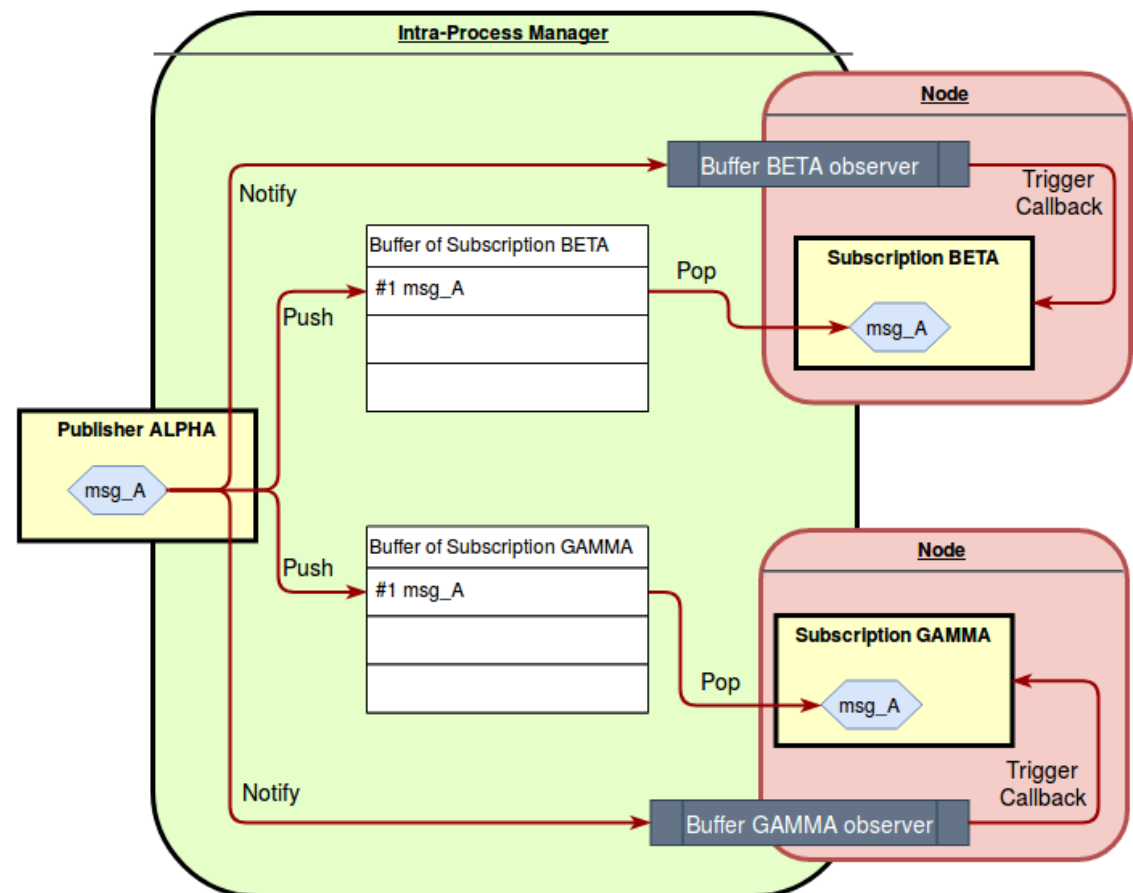 Intra-Process Manager
Node
Buffer BETA observer
Notify
Trigger
Callback
Buffer of Subscription BETA
#1 msg_A
Push
Pop
Subscription BETA
msg_A
Publisher ALPHA
msg_A
Buffer of Subscription GAMMA
#1 msg_A
Push
Pop
Node
Subscription GAMMA
msg_A
Trigger
Callback
Notify
Buffer GAMMA observer